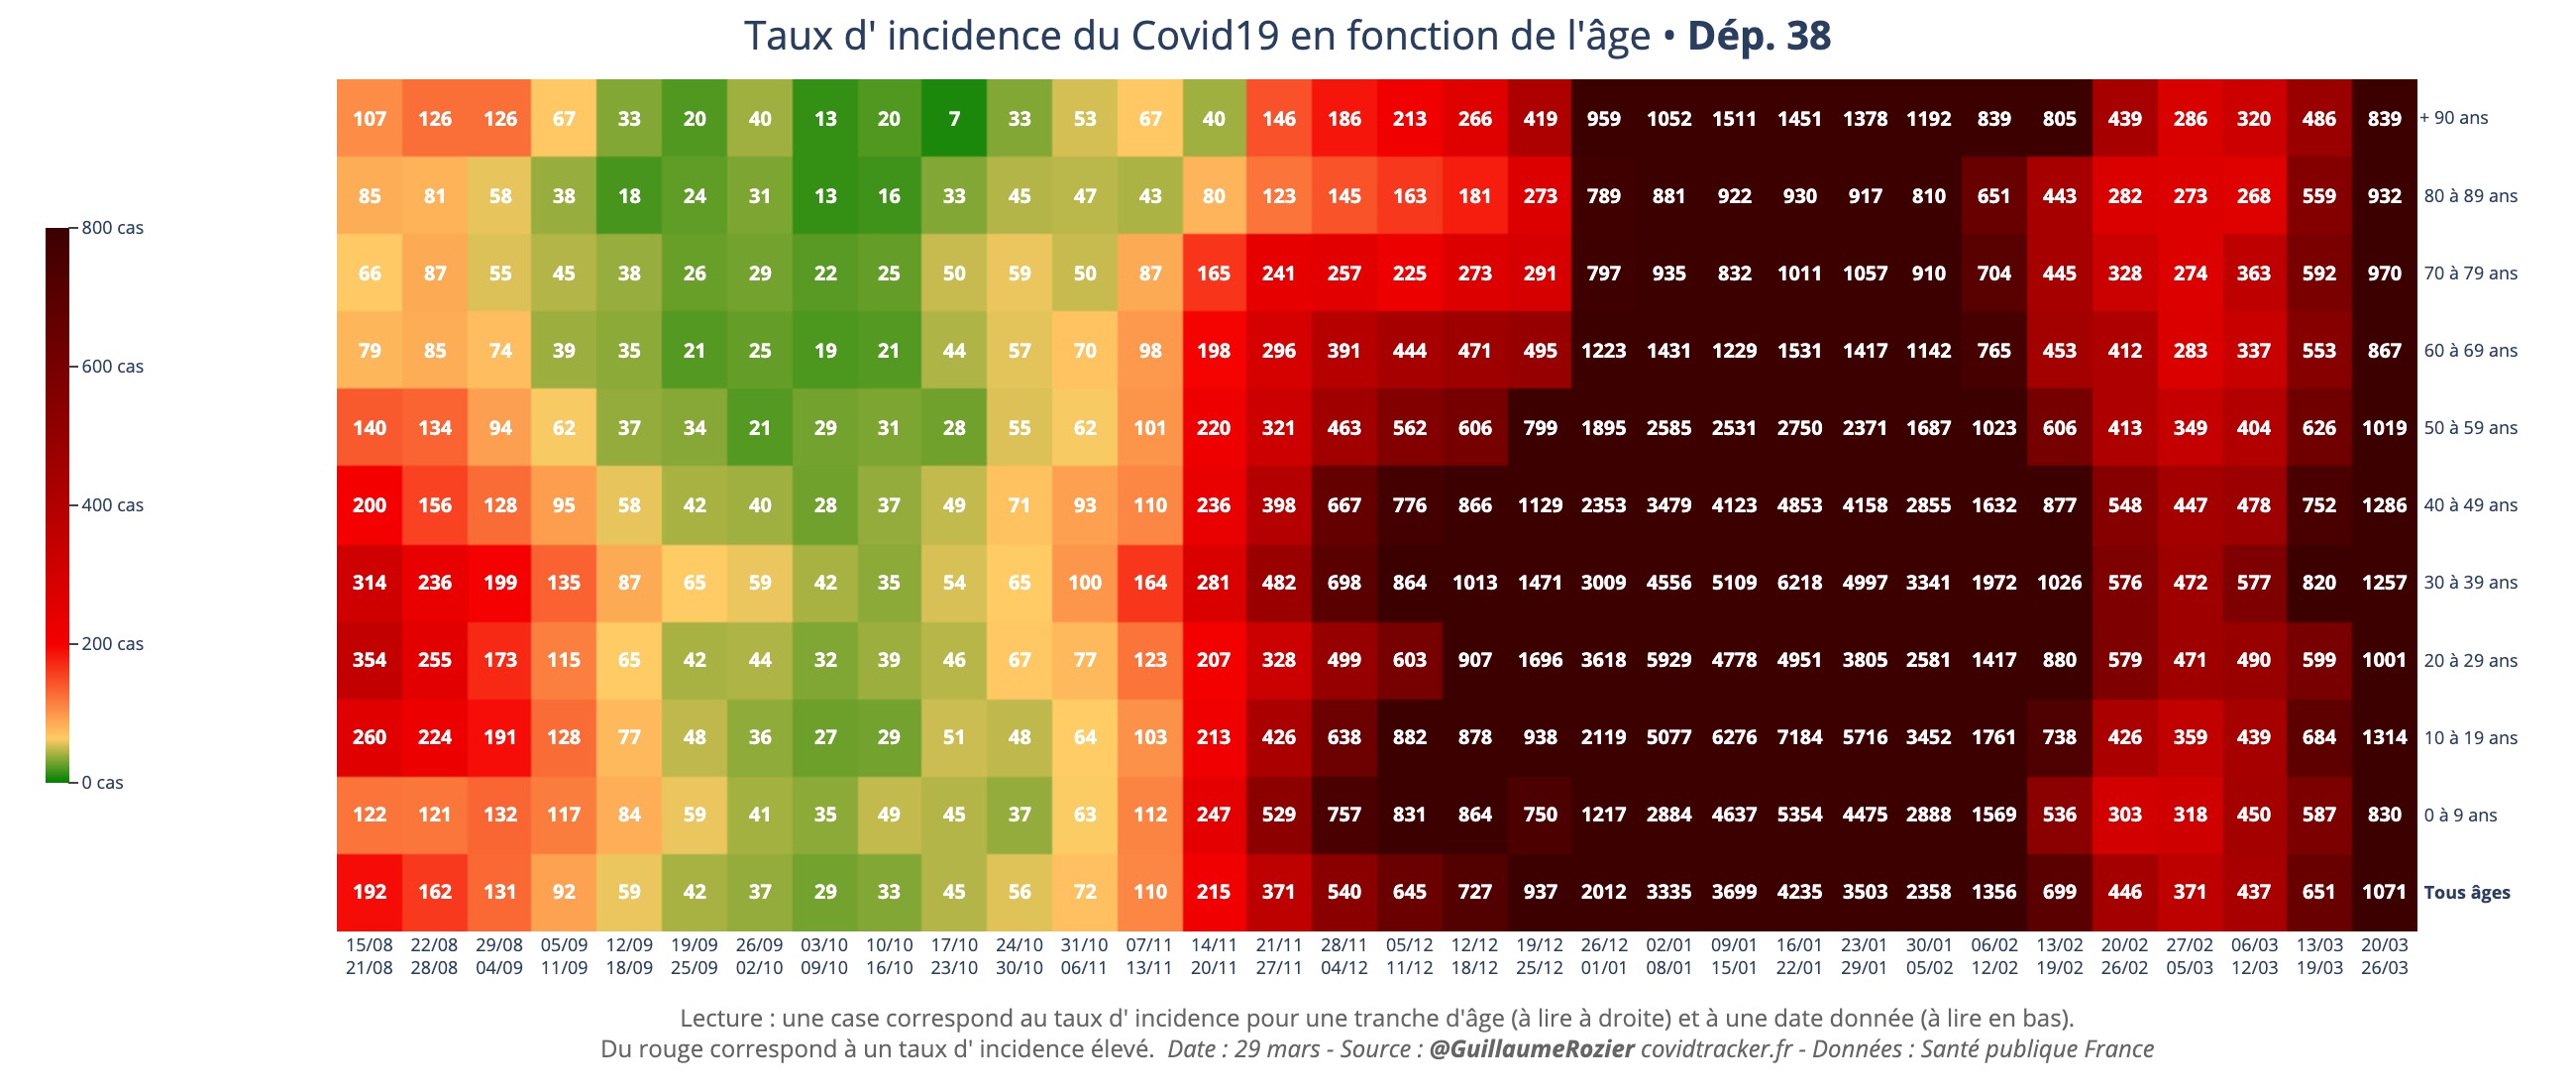 Taux d' incidence du Covid19 en fonction de l'âge • Dép. 38
107 126 126 67 33 20 40 13 20 7 33 53 67 40 146 186 213 266 419 959 1052 1511 1451 1378 1192 839 805 439 286 320 486 839 + 90 ans
85 81 58 38 18 24 31 13 16 33 45 47 43 80 123 145 163 181 273 789 881 922 930 917 810 651 443 282 273 268 559 932 80 à 89 ans
800 cas
66 87 55 45 38 26 29 22 25 50 59 50 87 165 241 257 225 273 291 797 935 832 1011 1057 910 704 445 328 274 363 592 970 70 à 79 ans
79 85 74 39 35 21 25 19 21 44 57 70 98 198 296 391 444 471 495 1223 1431 1229 1531 1417 1142 765 453 412 283 337 553 867 60 à 69 ans
600 cas
140 134 94 62 37 34 21 29 31 28 55 62 101 220 321 463 562 606 799 1895 2585 2531 2750 2371 1687 1023 606 413 349 404 626 1019 50 à 59 ans
400 cas
200 156 128 95 58 42 40 28 37 49 71 93 110 236 398 667 776 866 1129 2353 3479 4123 4853 4158 2855 1632 877 548 447 478 752 1286 40 à 49 ans
314 236 199 135 87 65 59 42 35 54 65 100 164 281 482 698 864 1013 1471 3009 4556 5109 6218 4997 3341 1972 1026 576 472 577 820 1257 30 à 39 ans
200 cas
354 255 173 115 65 42 44 32 39 46 67 77 123 207 328 499 603 907 1696 3618 5929 4778 4951 3805 2581 1417 880 579 471 490 599 1001 20 à 29 ans
260 224 191 128 77 48 36 27 29 51 48 64 103 213 426 638 882 878 938 2119 5077 6276 7184 5716 3452 1761 738 426 359 439 684 1314 10 à 19 ans
0 cas
122 121 132 117 84 59 41 35 49 45 37 63 112 247 529 757 831 864 750 1217 2884 4637 5354 4475 2888 1569 536 303 318 450 587 830 0 à 9 ans
192 162 131 92 59 42 37 29 33 45 56 72 110 215 371 540 645 727 937 2012 3335 3699 4235 3503 2358 1356 699 446 371 437 651 1071 Tous âges
15/08 22/08 29/08 05/09 12/09 19/09 26/09 03/10 10/10 17/10 24/10 31/10 07/11 14/11 21/11 28/11 05/12 12/12 19/12 26/12 02/01 09/01 16/01 23/01 30/01 06/02 13/02 20/02 27/02 06/03 13/03 20/03
21/08 28/08 04/09 11/09 18/09 25/09 02/10 09/10 16/10 23/10 30/10 06/11 13/11 20/11 27/11 04/12 11/12 18/12 25/12 01/01 08/01 15/01 22/01 29/01 05/02 12/02 19/02 26/02 05/03 12/03 19/03 26/03
Lecture : une case correspond au taux d' incidence pour une tranche d'âge (à lire à droite) et à une date donnée (à lire en bas).
Du rouge correspond à un taux d' incidence élevé. Date : 29 mars - Source : @GuillaumeRozier covidtracker.fr - Données : Santé publique France